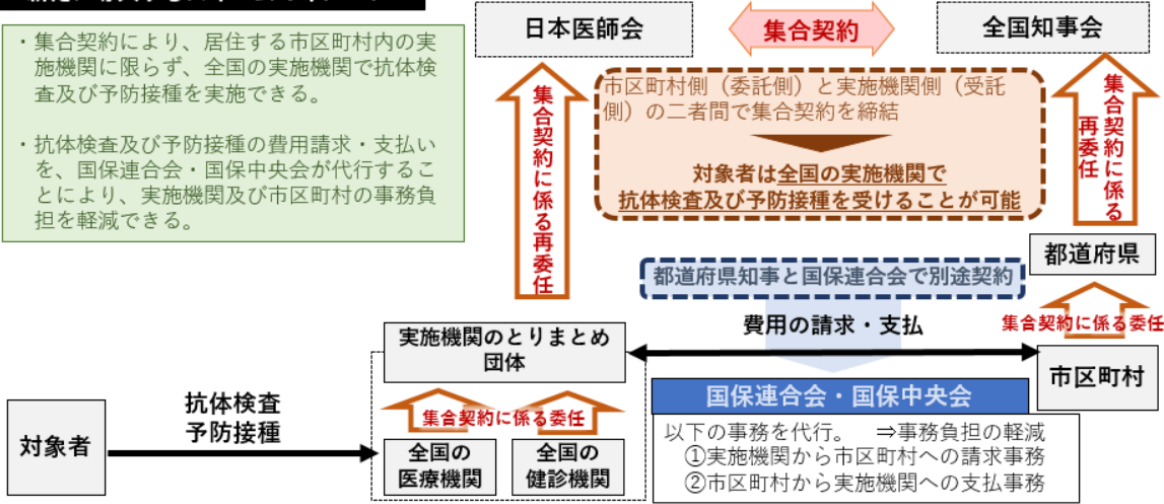 ・集合契約により、居住する市区町村内の実
施機関に限らず、全国の実施機関で抗体検
査及び予防接種を実施できる。
・抗体検査及び予防接種の費用請求・支払い
を、国保連合会・国保中央会が代行するこ
とにより、実施機関及び市区町村の事務負
担を軽減できる。
日本医師会
集合契約
全国知事会
市区町村側（委託側）と実施機関側（受託
側）の二者間で集合契約を締結
対象者は全国の実施機関で
抗体検査及び予防接種を受けることが可能
集合契約に係る再委任
集合契約に係る
再委任
都道府県
都道府県知事と国保連合会で別途契約
集合契約に係る委任
費用の請求・支払
市区町村
実施機関のとりまとめ
団体
集合契約に係る委任
全国の
医療機関
全国の
健診機関
対象者
抗体検査
予防接種
国保連合会・国保中央会
以下の事務を代行。　⇒事務負担の軽減
①実施機関から市区町村への請求事務
②市区町村から実施機関への支払事務